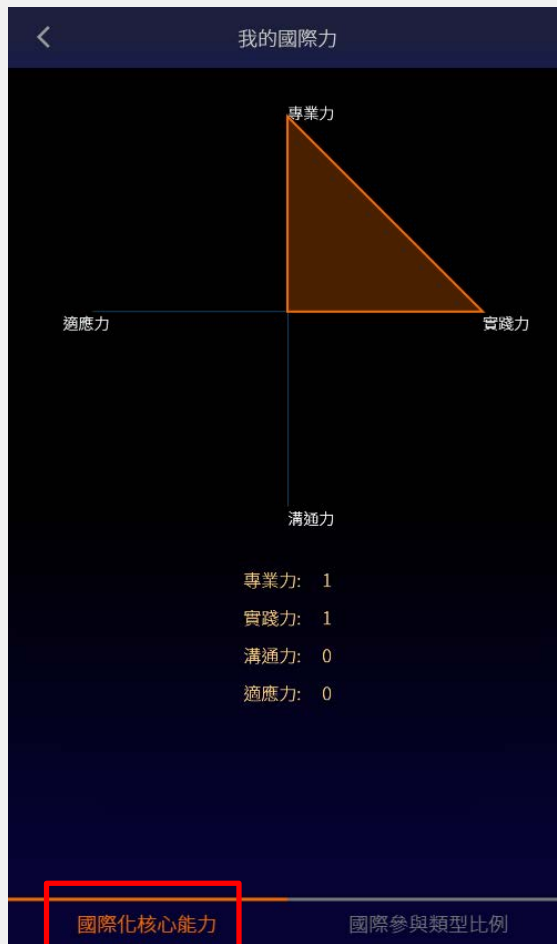 我的國際力
專業力
適應力
實踐力
溝通力
專業力: 1
實踐力: 1
溝通力: 0
適應力: 0
國際化核心能力
國際參與類型比例